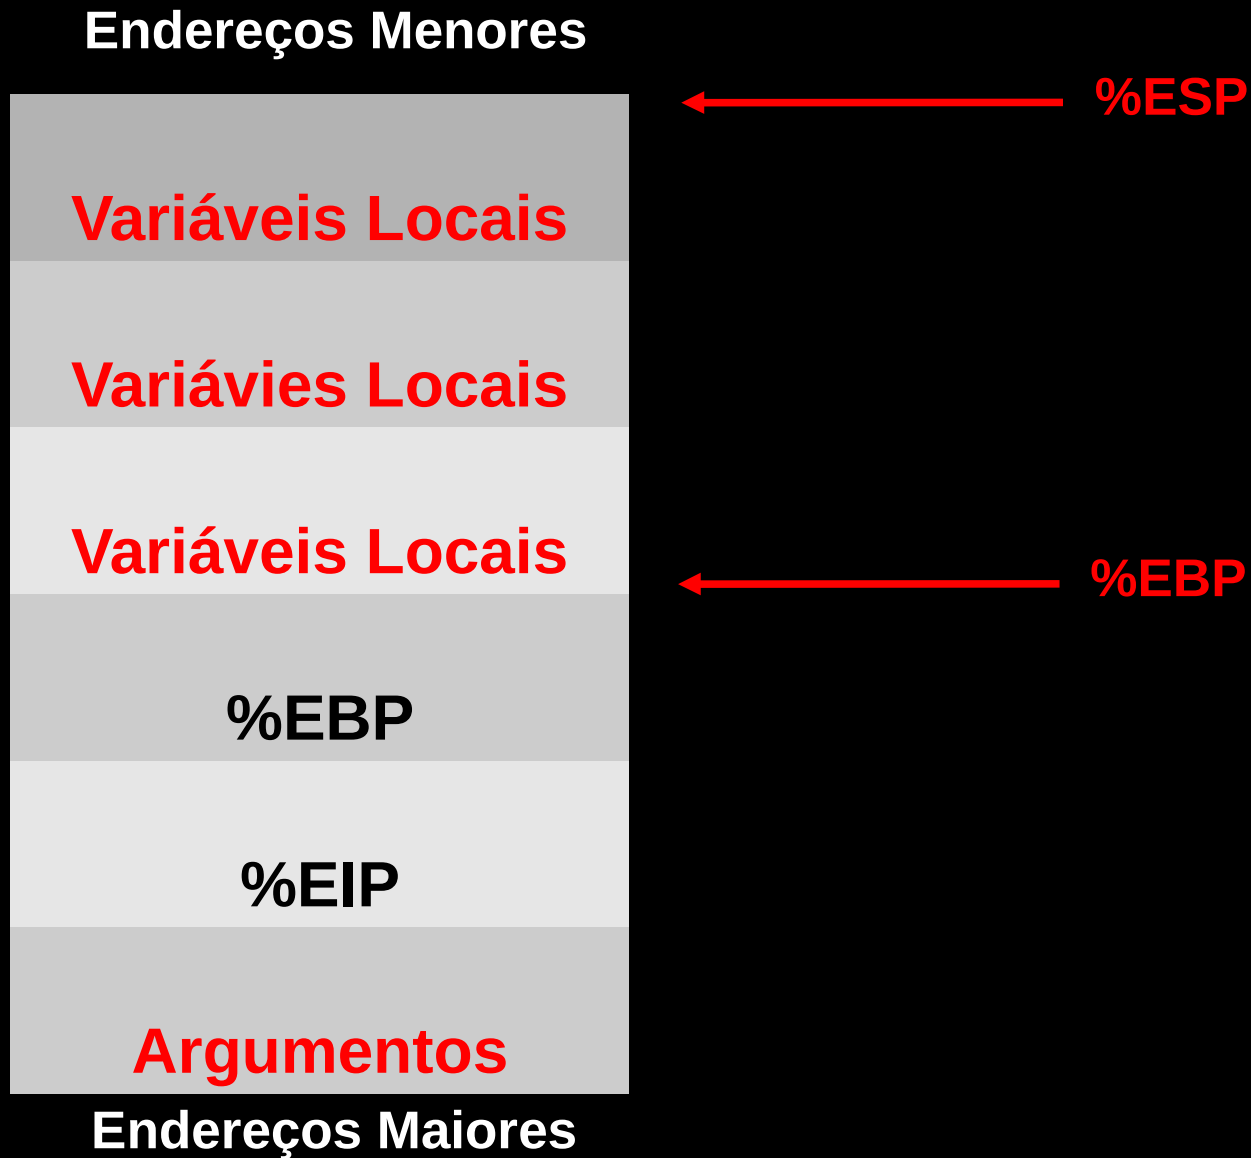 Endereços Menores
%ESP
Variáveis Locais
Variávies Locais
Variáveis Locais
%EBP
%EBP
%EIP
Argumentos
Endereços Maiores